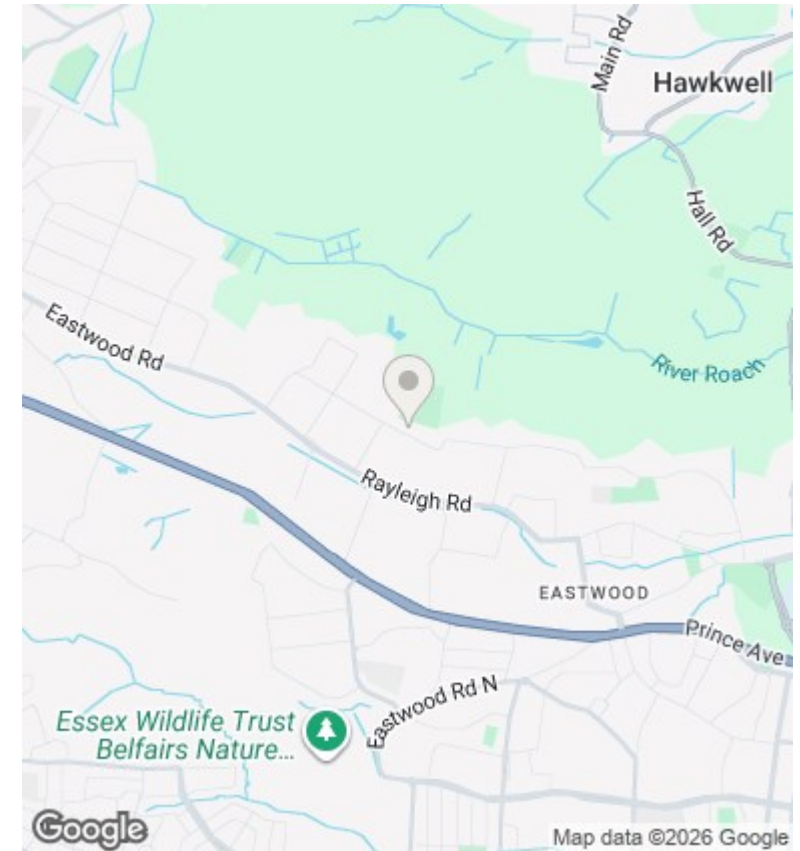 Main Rd
Hawkwell
Hall Rd
Eastwood Rd
River Roach
Rayleigh Rd
EASTWOOD
Prince Ave
Eastwood Rd N
Essex Wildlife Trust
Belfairs Nature...
Google
Map data ©2026 Google